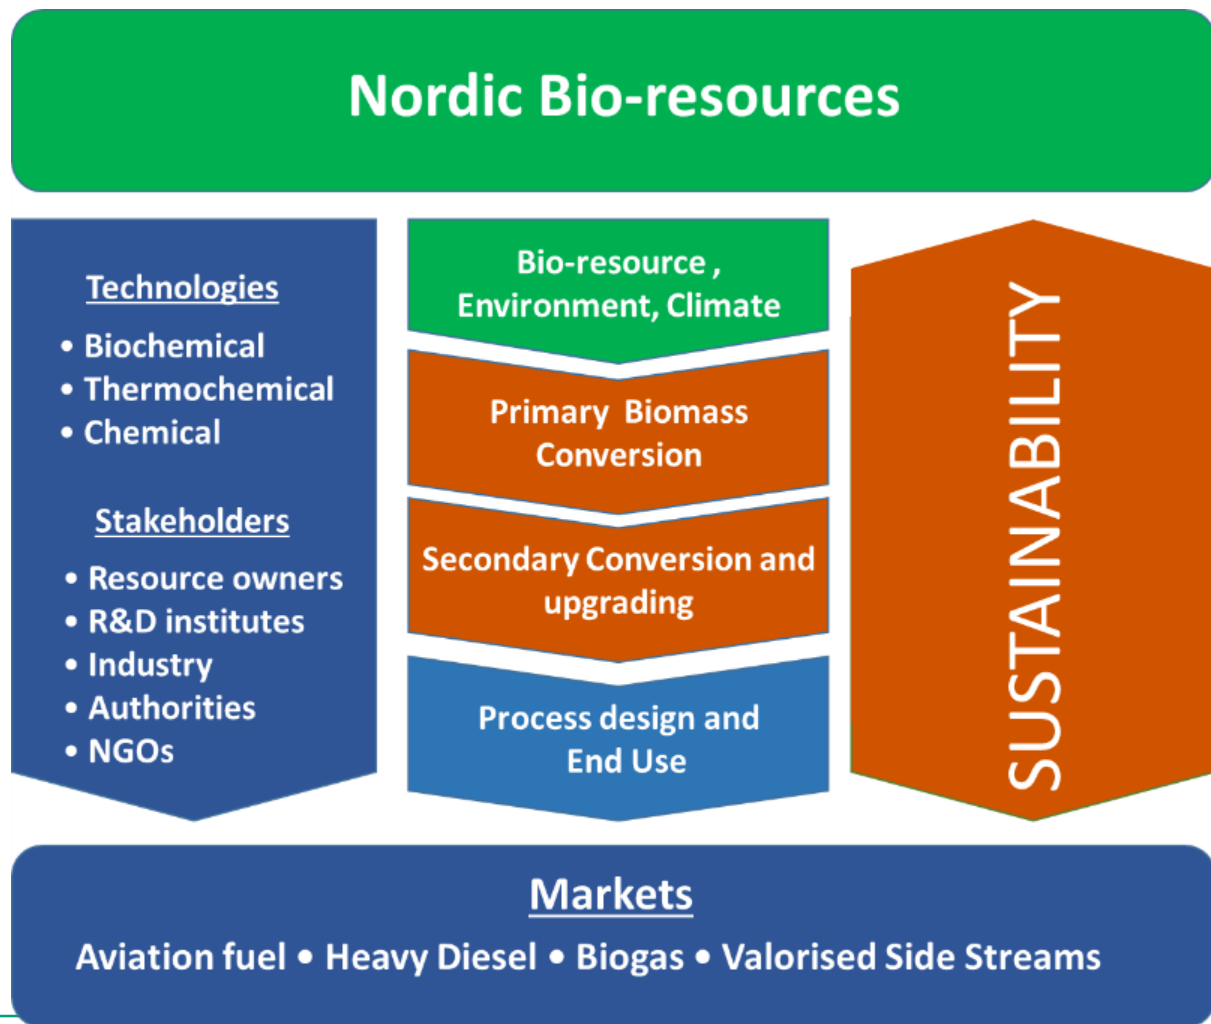 Nordic Bio-resources
Technologies
• Biochemical
• Thermochemical
• Chemical
Stakeholders
• Resource owners
• R&D institutes
• Industry
• Authorities
• NGOs
Bio-resource ,
Environment, Climate
Primary Biomass
Conversion
Secondary Conversion and
upgrading
Process design and
End Use
SUSTAINABILITY
Markets
Aviation fuel • Heavy Diesel • Biogas • Valorised Side Streams